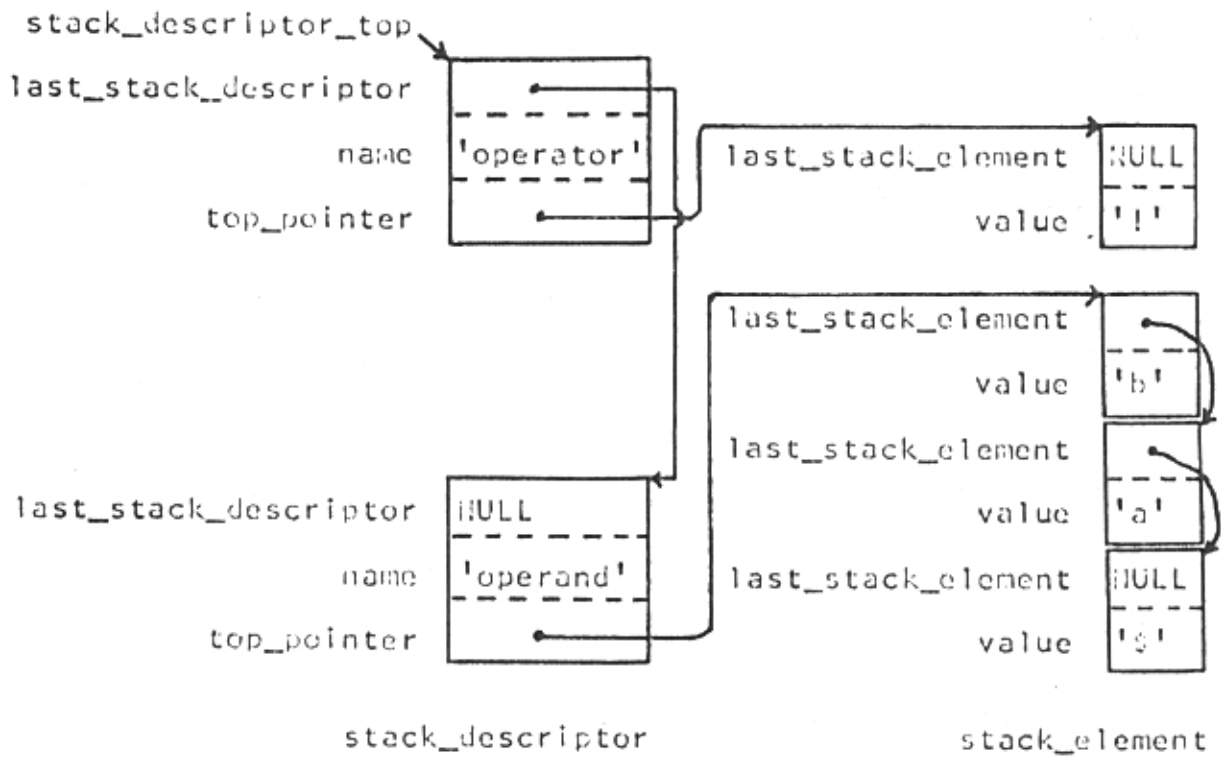 stack_descriptor_top
last_stack_descriptor
name 'operator' last_stack_element NULL
top_pointer value '!'
last_stack_element
value 'b'
last_stack_element
last_stack_descriptor NULL value 'a'
name 'operand' last_stack_element NULL
top_pointer value
stack_descriptor stack_element